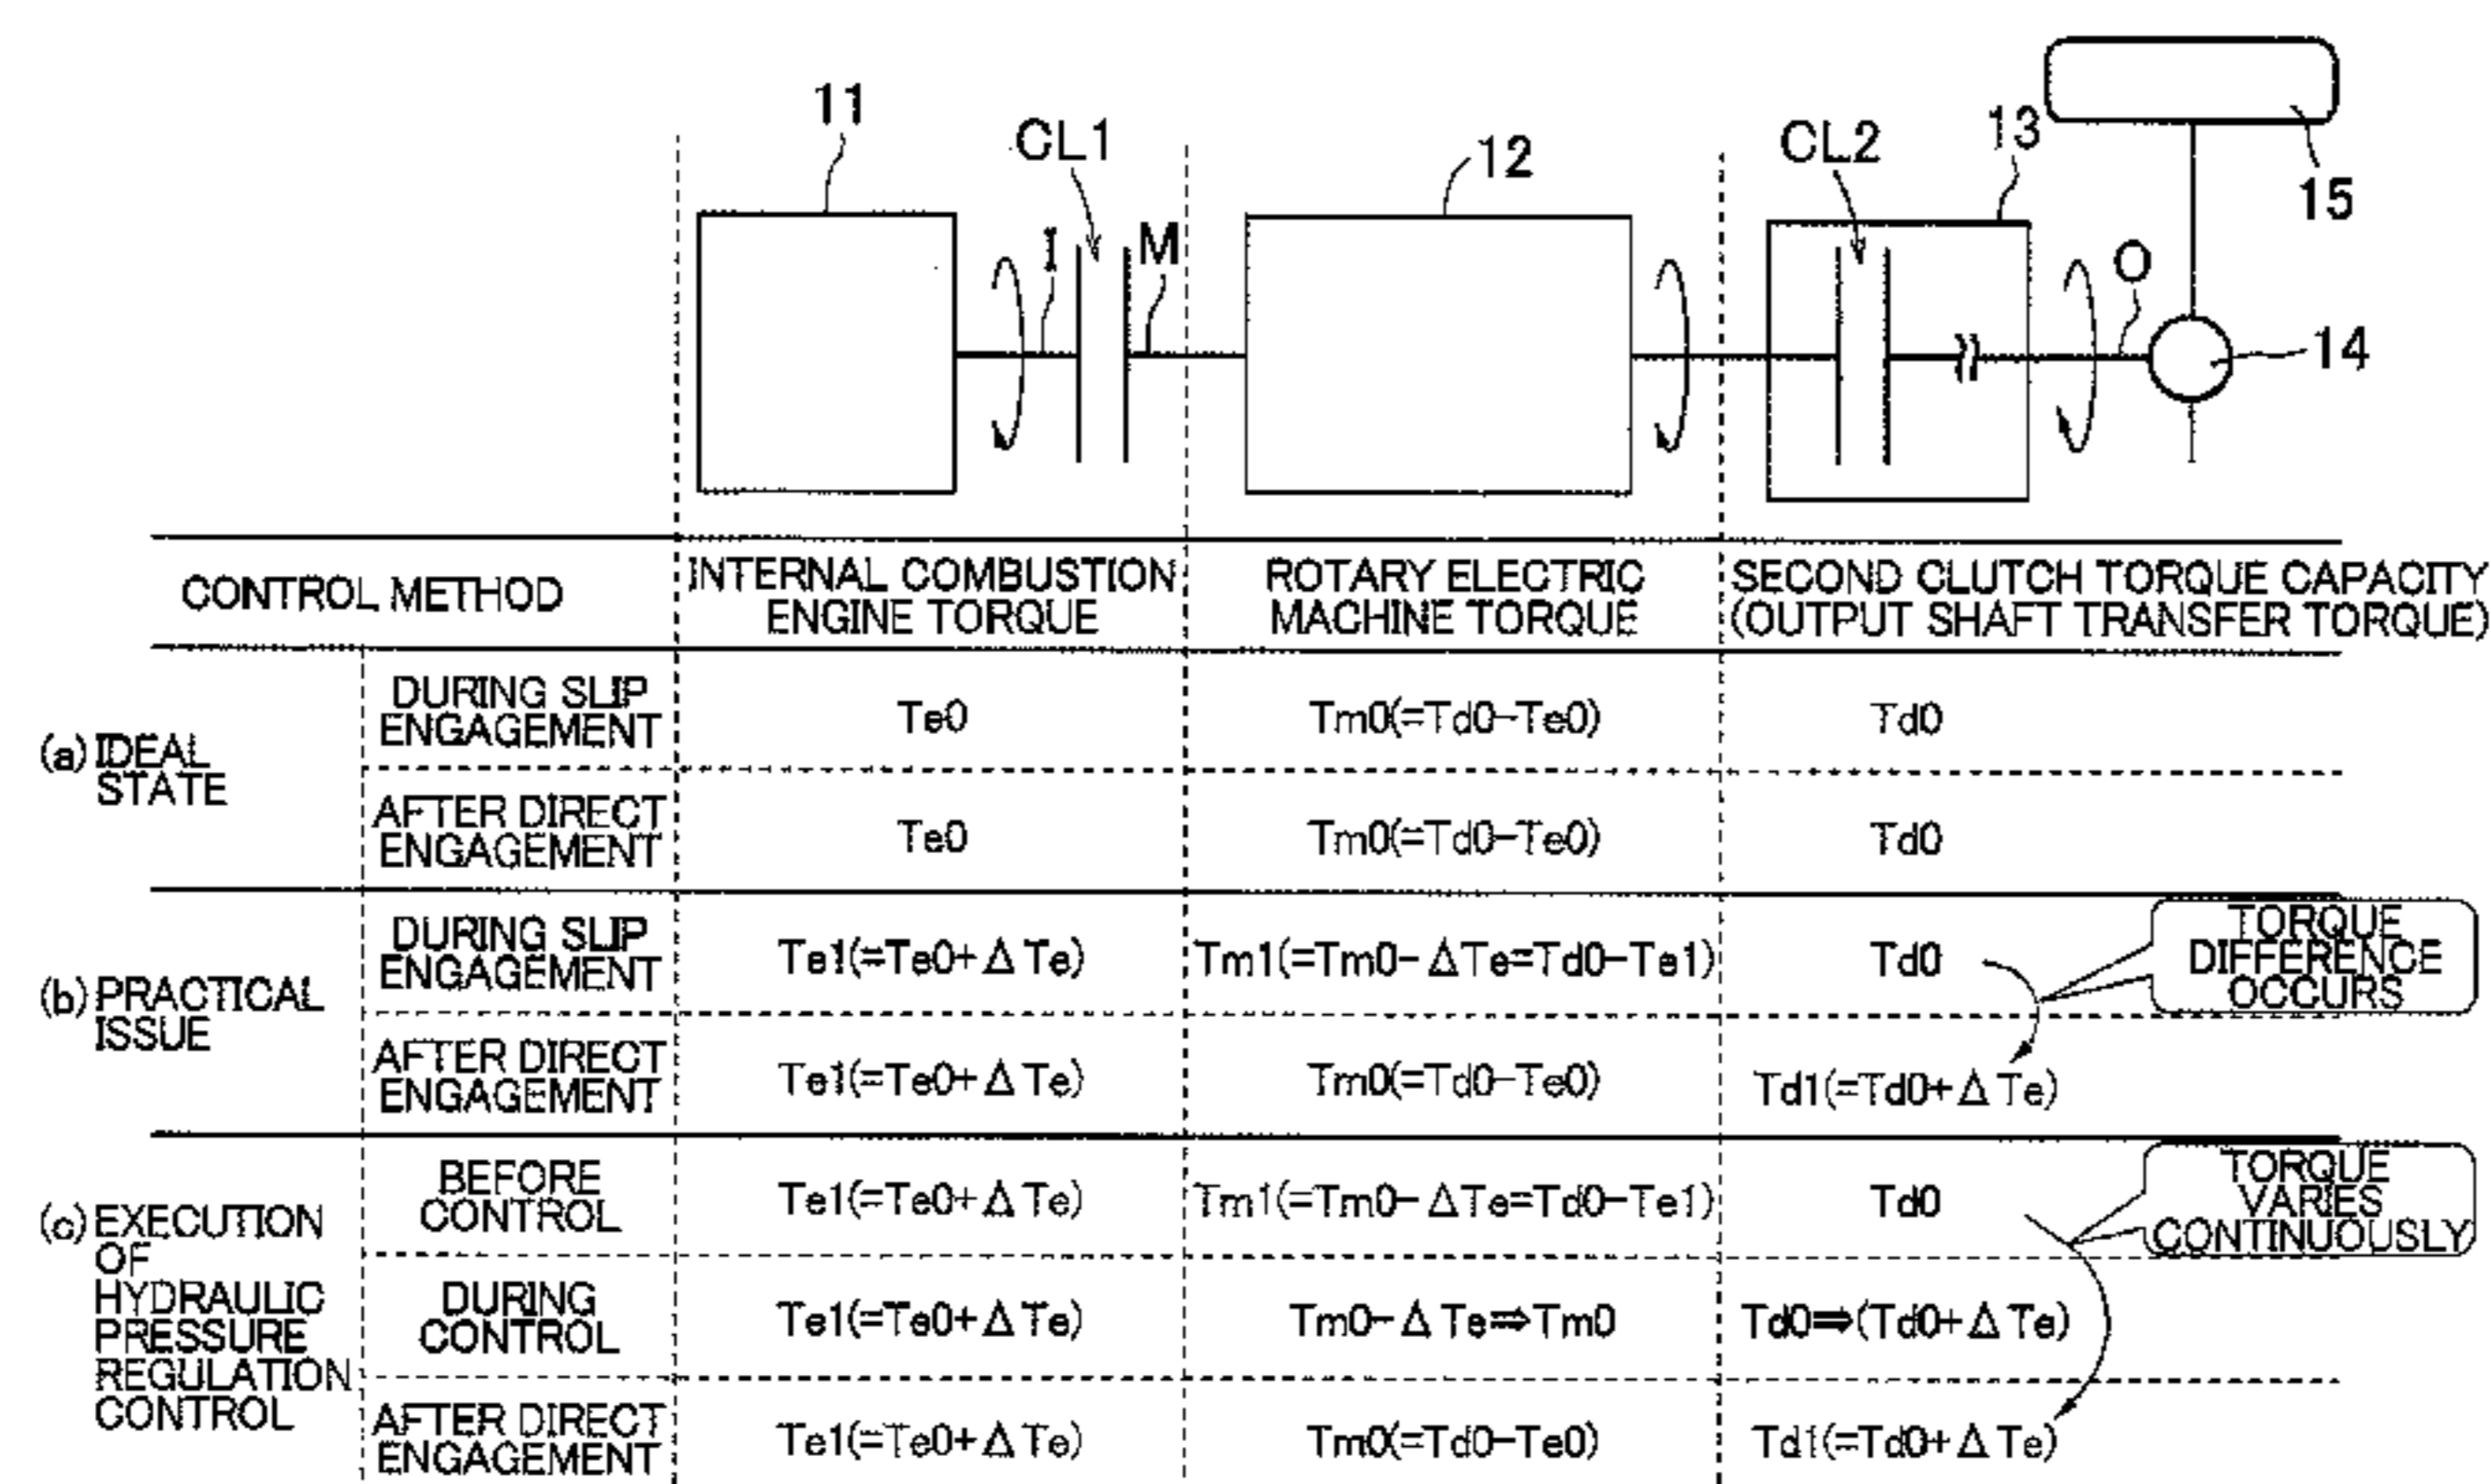 11
CL1
12
CL2
13
15
I
M
O
14
CONTROL METHOD
INTERNAL COMBUSTION
ENGINE TORQUE
ROTARY ELECTRIC
MACHINE TORQUE
SECOND CLUTCH TORQUE CAPACITY
(OUTPUT SHAFT TRANSFER TORQUE)
(a) IDEAL
STATE
DURING SLIP
ENGAGEMENT
Te0
Tm0(=Td0-Te0)
Td0
AFTER DIRECT
ENGAGEMENT
Te0
Tm0(=Td0-Te0)
Td0
(b) PRACTICAL
ISSUE
DURING SLIP
ENGAGEMENT
Te1(=Te0+ΔTe)
Tm1(=Tm0-ΔTe=Td0-Te1)
Td0
TORQUE
DIFFERENCE
OCCURS
AFTER DIRECT
ENGAGEMENT
Te1(=Te0+ΔTe)
Tm0(=Td0-Te0)
Td1(=Td0+ΔTe)
(c) EXECUTION
OF
HYDRAULIC
PRESSURE
REGULATION
CONTROL
BEFORE
CONTROL
Te1(=Te0+ΔTe)
Tm1(=Tm0-ΔTe=Td0-Te1)
Td0
TORQUE
VARIES
CONTINUOUSLY
DURING
CONTROL
Te1(=Te0+ΔTe)
Tm0-ΔTe⇒Tm0
Td0⇒(Td0+ΔTe)
AFTER DIRECT
ENGAGEMENT
Te1(=Te0+ΔTe)
Tm0(=Td0-Te0)
Td1(=Td0+ΔTe)